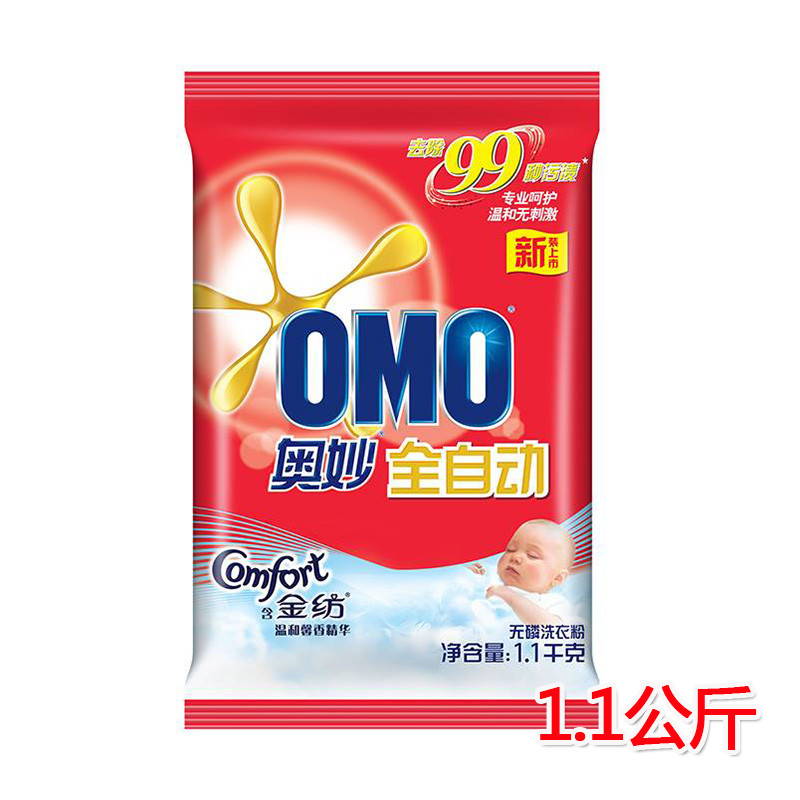 去除99秒污渍*
专业呵护
温和无刺激
新装上市
OMO®
奥妙 全自动
Comfort
含金纺®
温和馨香精华
无磷洗衣粉
净含量:1.1千克
1.1公斤